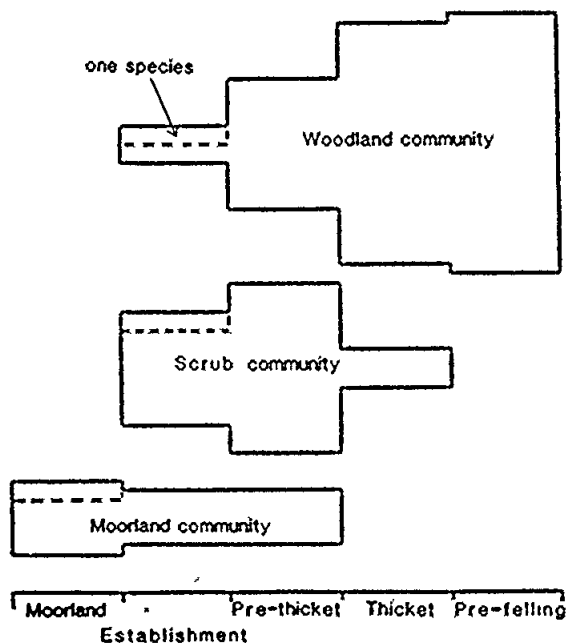 one species
Woodland community
Scrub community
Moorland community
Moorland
Establishment
Pre-thicket
Thicket
Pre-felling